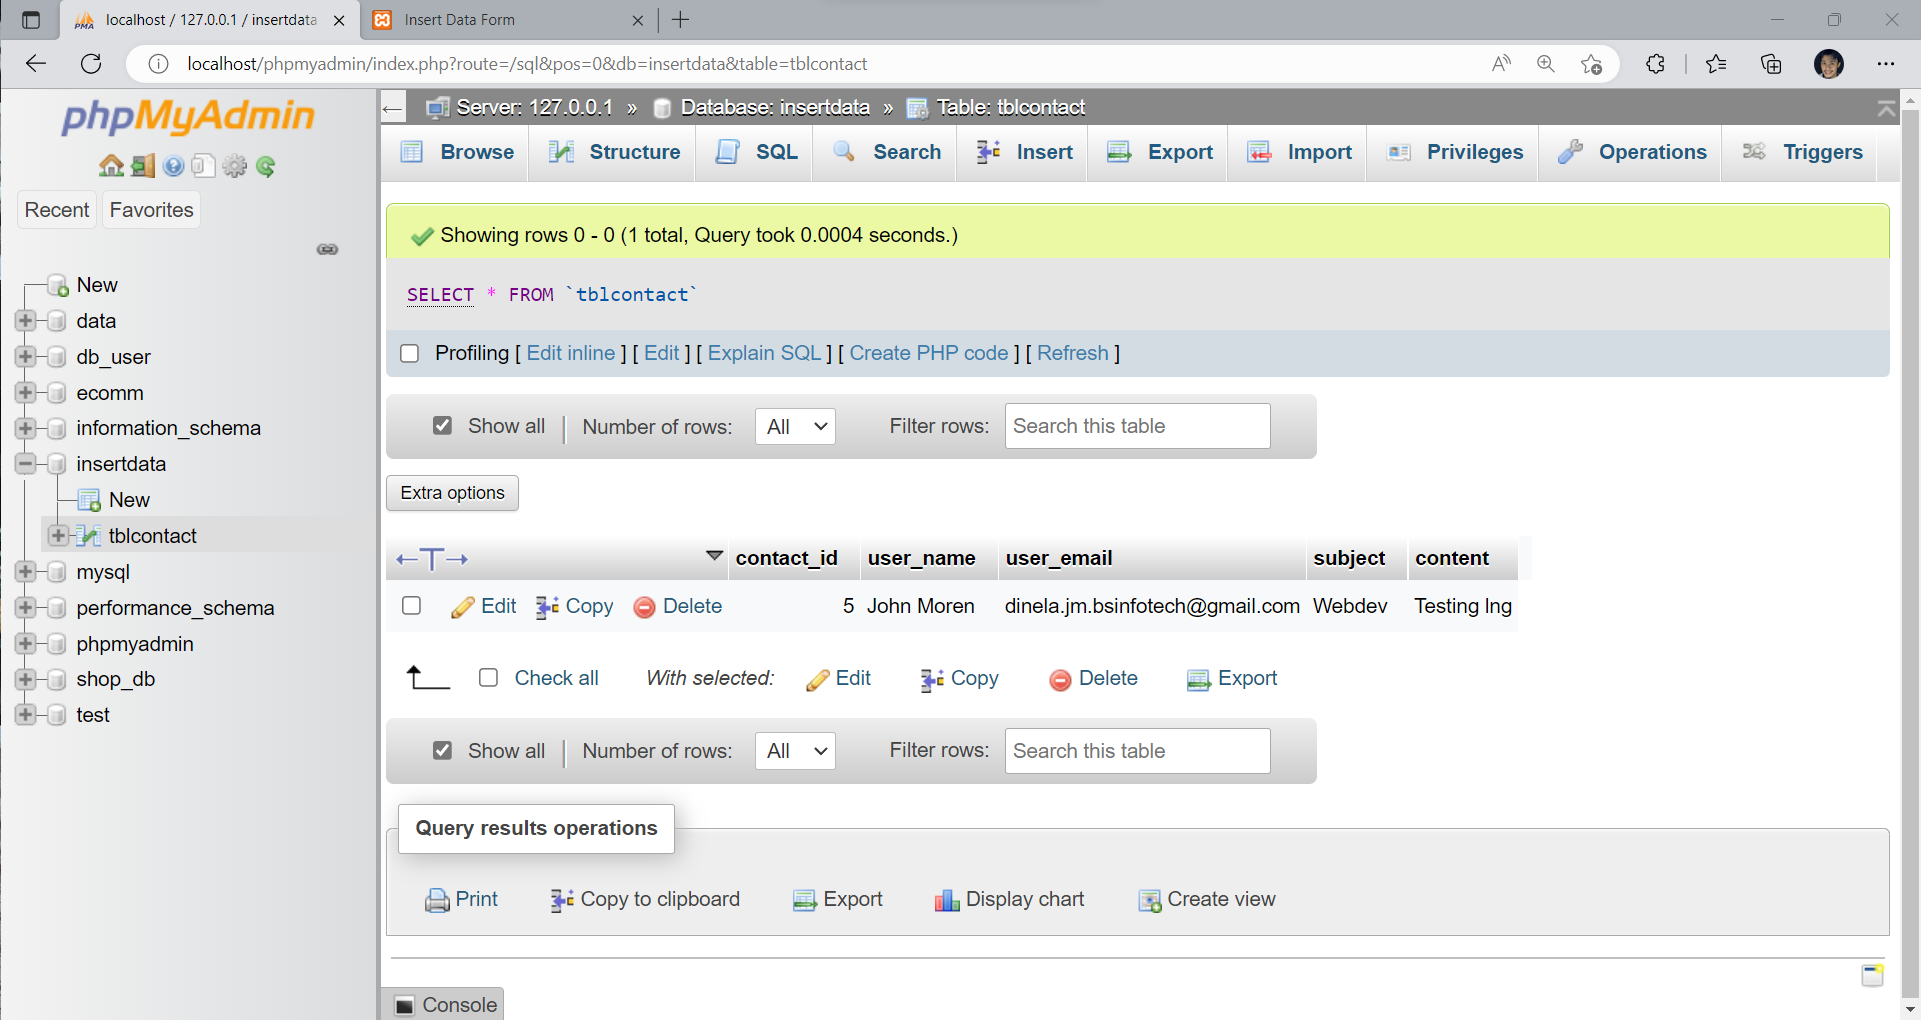 localhost / 127.0.0.1 / insertdata
Insert Data Form
localhost/phpmyadmin/index.php?route=/sql&pos=0&db=insertdata&table=tblcontact
phpMyAdmin
Recent
Favorites
New
data
db_user
ecomm
information_schema
insertdata
New
tblcontact
mysql
performance_schema
phpmyadmin
shop_db
test
Server: 127.0.0.1 » Database: insertdata » Table: tblcontact
Browse Structure SQL Search Insert Export Import Privileges Operations Triggers
Showing rows 0 - 0 (1 total, Query took 0.0004 seconds.)
SELECT * FROM `tblcontact`
Profiling [ Edit inline ] [ Edit ] [ Explain SQL ] [ Create PHP code ] [ Refresh ]
Show all | Number of rows: All Filter rows: Search this table
Extra options
←T→ contact_id user_name user_email subject content
Edit Copy Delete 5 John Moren dinela.jm.bsinfotech@gmail.com Webdev Testing lng
Check all With selected: Edit Copy Delete Export
Show all | Number of rows: All Filter rows: Search this table
Query results operations
Print Copy to clipboard Export Display chart Create view
Console